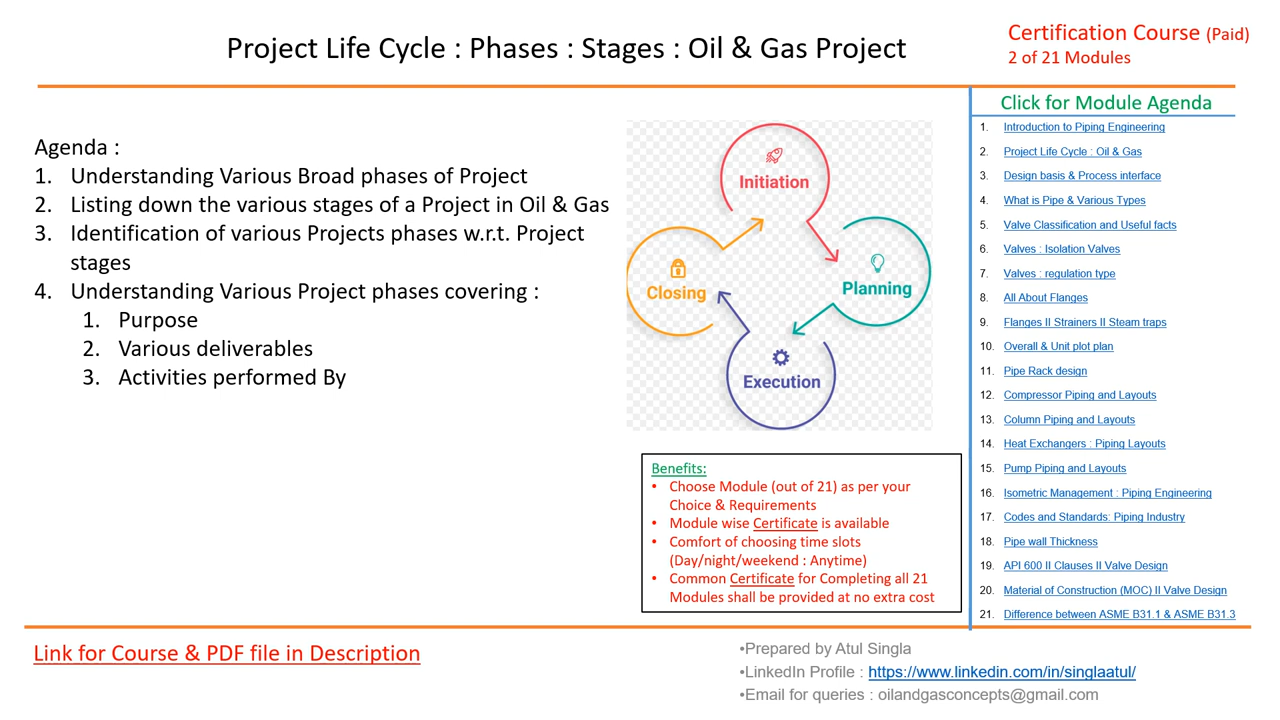 Project Life Cycle : Phases : Stages : Oil & Gas Project
Certification Course (Paid)
2 of 21 Modules
Agenda :
1. Understanding Various Broad phases of Project
2. Listing down the various stages of a Project in Oil & Gas
3. Identification of various Projects phases w.r.t. Project
stages
4. Understanding Various Project phases covering :
1. Purpose
2. Various deliverables
3. Activities performed By
Initiation
Planning
Execution
Closing
Benefits:
• Choose Module (out of 21) as per your
Choice & Requirements
• Module wise Certificate is available
• Comfort of choosing time slots
(Day/night/weekend : Anytime)
• Common Certificate for Completing all 21
Modules shall be provided at no extra cost
Click for Module Agenda
1. Introduction to Piping Engineering
2. Project Life Cycle : Oil & Gas
3. Design basis & Process interface
4. What is Pipe & Various Types
5. Valve Classification and Useful facts
6. Valves : Isolation Valves
7. Valves : regulation type
8. All About Flanges
9. Flanges II Strainers II Steam traps
10. Overall & Unit plot plan
11. Pipe Rack design
12. Compressor Piping and Layouts
13. Column Piping and Layouts
14. Heat Exchangers : Piping Layouts
15. Pump Piping and Layouts
16. Isometric Management : Piping Engineering
17. Codes and Standards: Piping Industry
18. Pipe wall Thickness
19. API 600 II Clauses II Valve Design
20. Material of Construction (MOC) II Valve Design
21. Difference between ASME B31.1 & ASME B31.3
Link for Course & PDF file in Description
•Prepared by Atul Singla
•LinkedIn Profile : https://www.linkedin.com/in/singlaatul/
•Email for queries : oilandgasconcepts@gmail.com